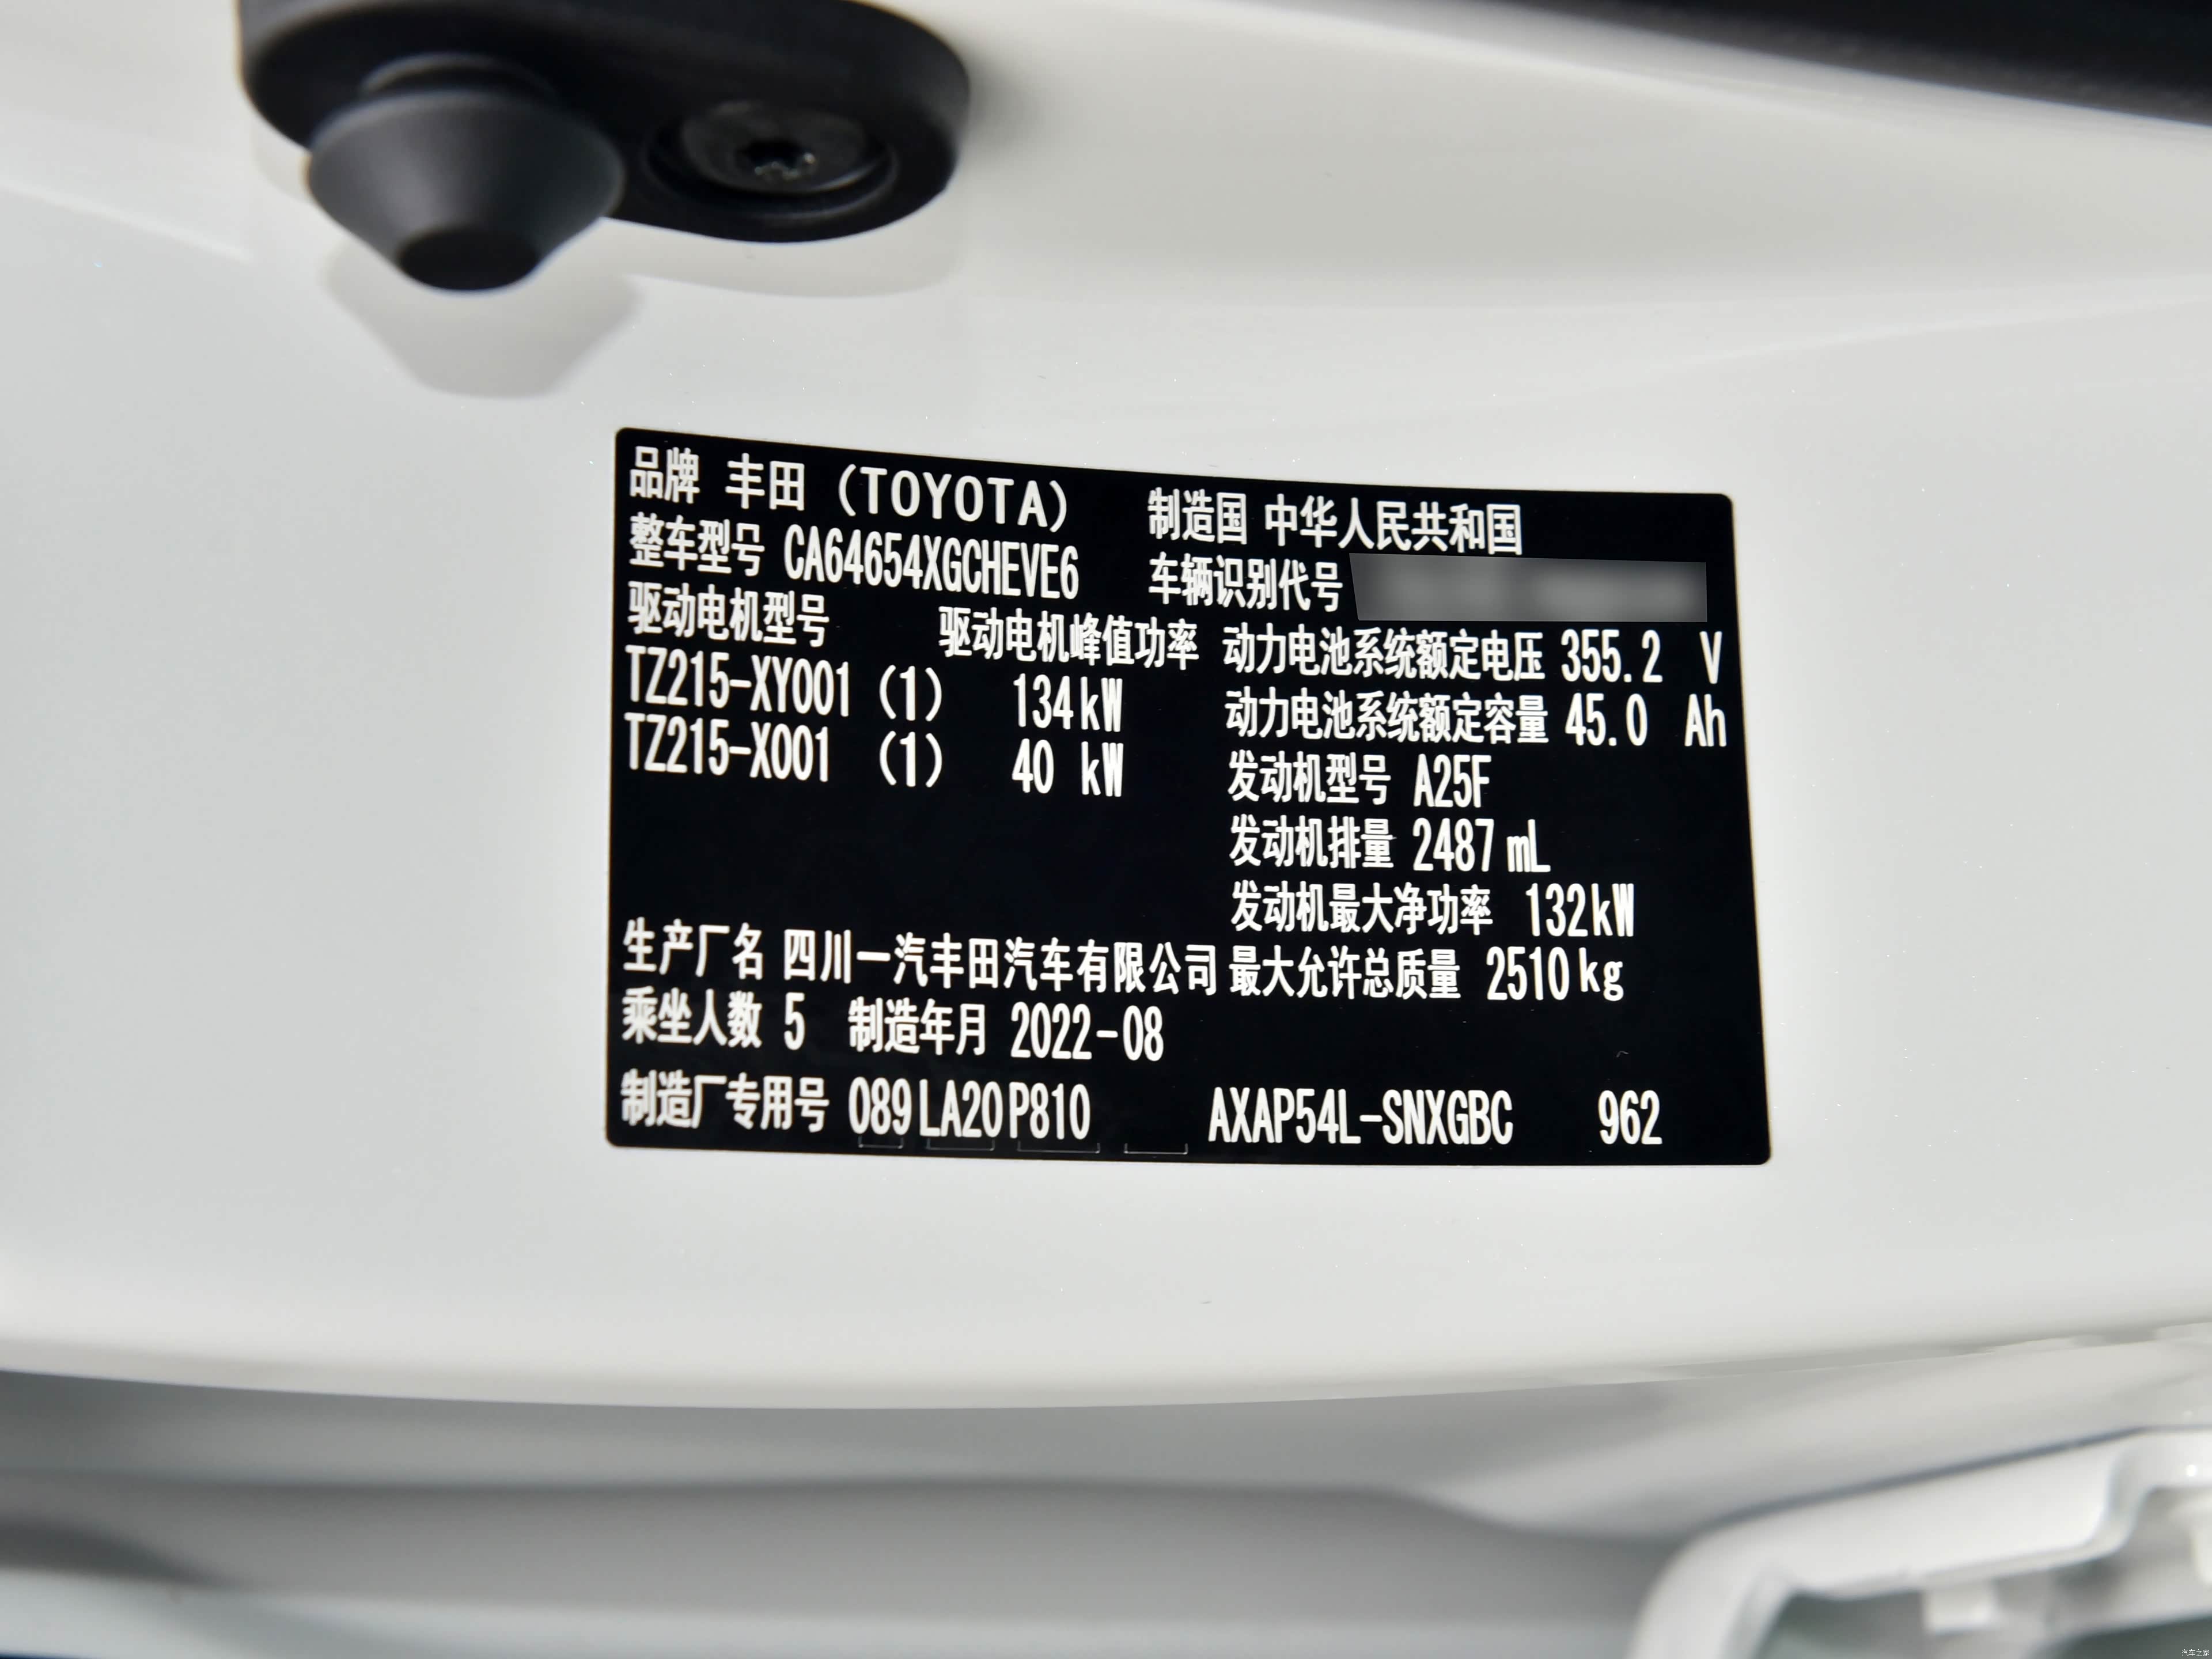 品牌 丰田 (TOYOTA) 制造国 中华人民共和国
整车型号 CA64654XGCHEVE6 车辆识别代号
驱动电机型号 驱动电机峰值功率 动力电池系统额定电压 355.2 V
TZ215-XY001 (1) 134kW 动力电池系统额定容量 45.0 Ah
TZ215-X001 (1) 40 kW 发动机型号 A25F
发动机排量 2487 mL
发动机最大净功率 132kW
生产厂名 四川一汽丰田汽车有限公司 最大允许总质量 2510kg
乘坐人数 5 制造年月 2022-08
制造厂专用号 089LA20P810 AXAP54L-SNXGBC 962
汽车之家